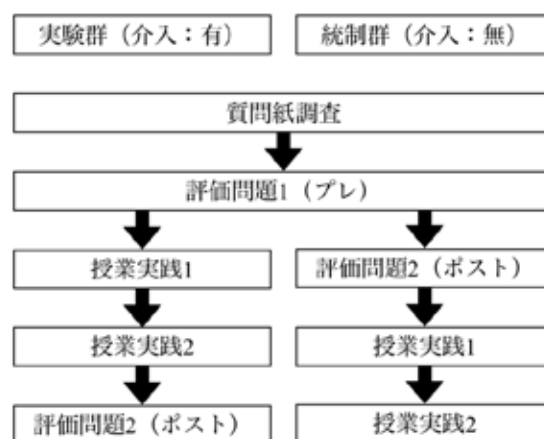 実験群（介入：有）
統制群（介入：無）
質問紙調査
評価問題1（プレ）
授業実践1
評価問題2（ポスト）
授業実践2
授業実践1
評価問題2（ポスト）
授業実践2